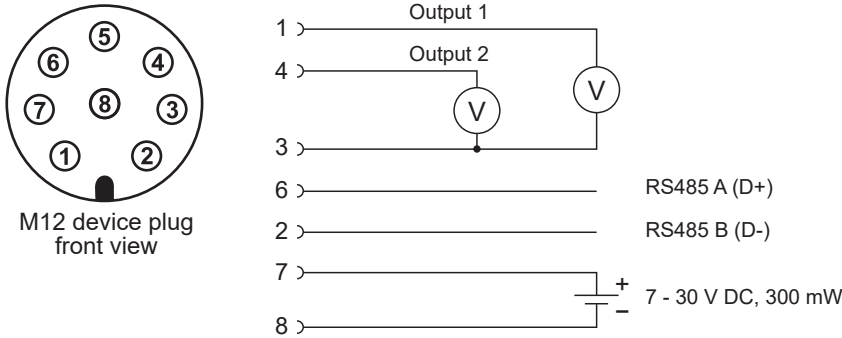 5
6
4
7
8
3
1
2
M12 device plug
front view
1
Output 1
V
4
Output 2
V
3
6
RS485 A (D+)
2
RS485 B (D-)
7
+
7 - 30 V DC, 300 mW
−
8